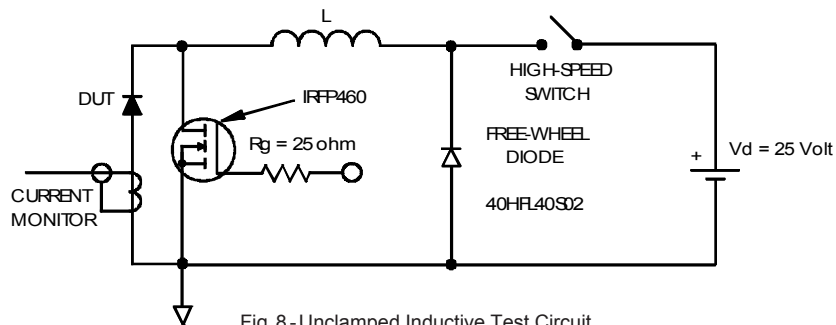 L
HIGH-SPEED
SWITCH
DUT
IRFP460
Rg = 25 ohm
FREE-WHEEL
DIODE
+
Vd = 25 Volt
40HFL40S02
CURRENT
MONITOR
Fig. 8 - Unclamped Inductive Test Circuit